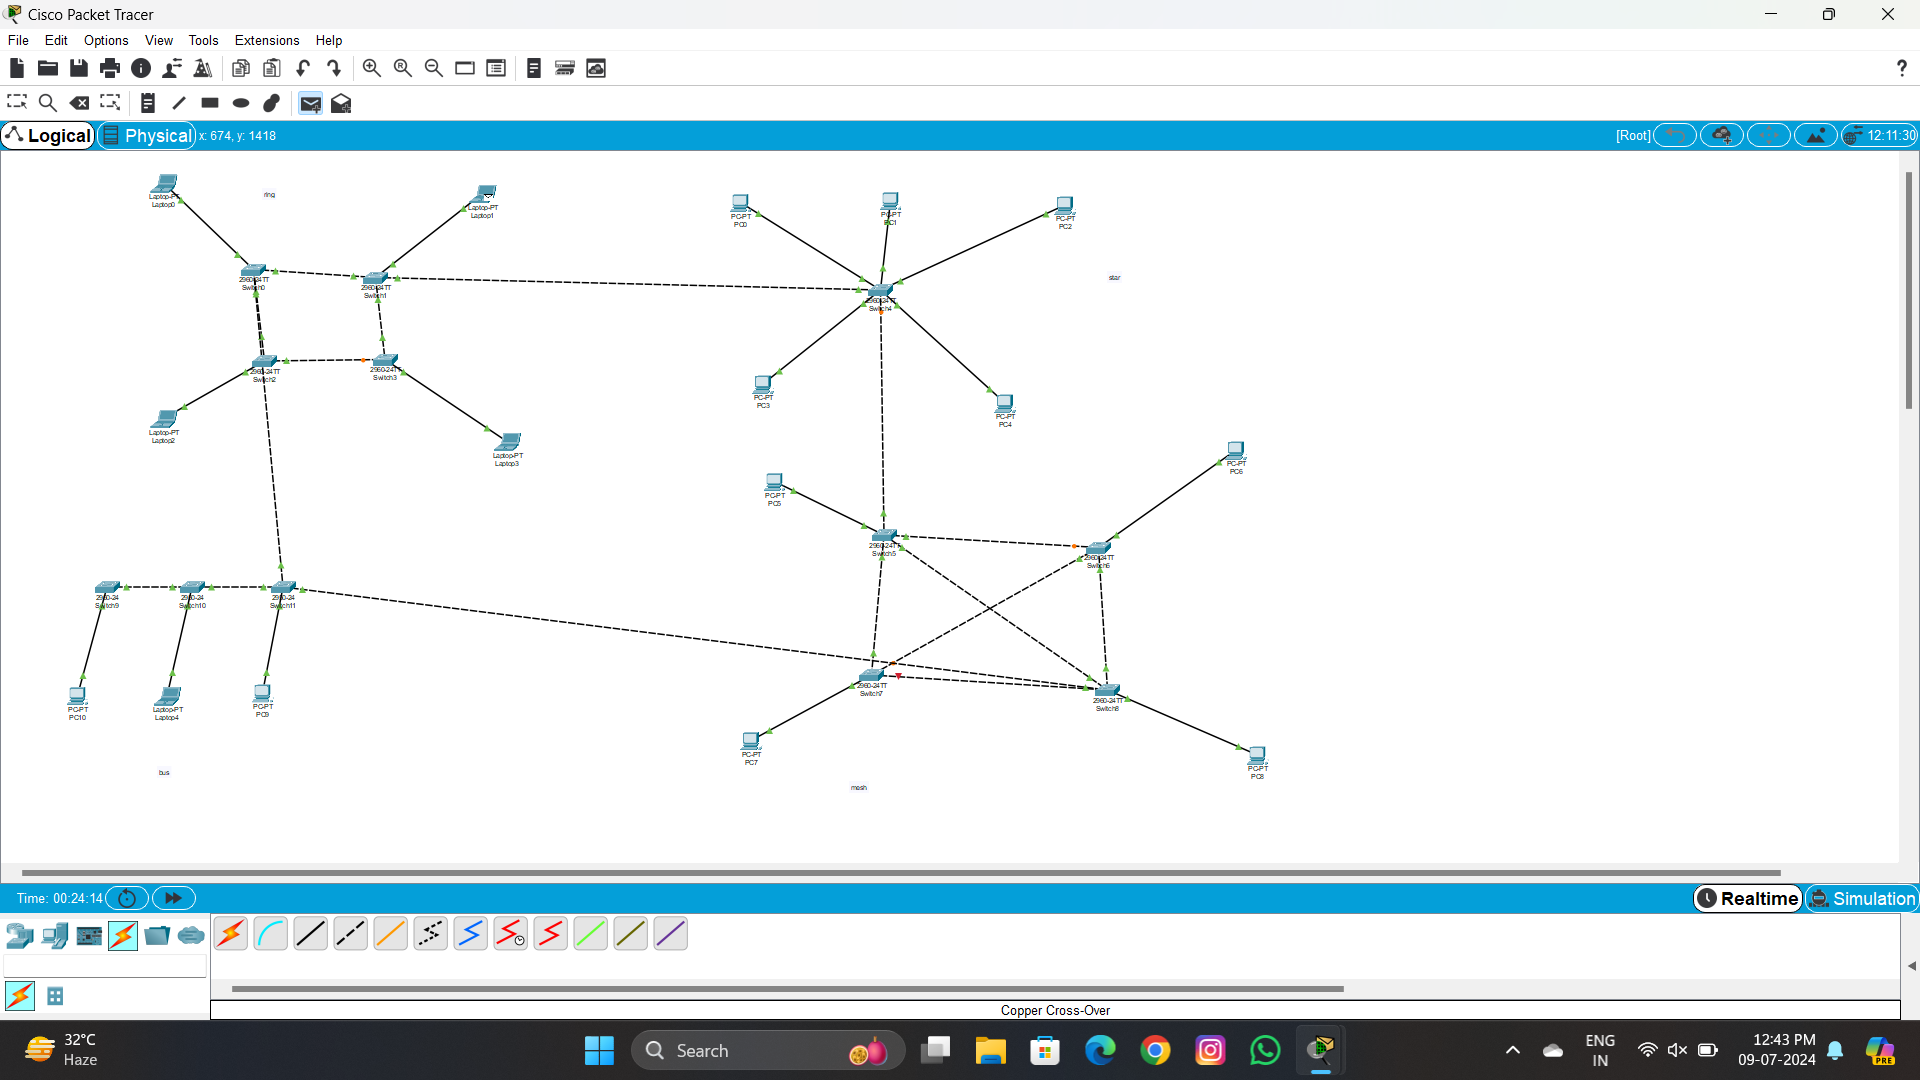 Cisco Packet Tracer
File Edit Options View Tools Extensions Help
?
Logical Physical x: 674, y: 1418 [Root] 12:11:30
Laptop-PT
Laptop0
ring
Laptop-PT
Laptop1
PC-PT
PC0
PC-PT
PC1
PC-PT
PC2
2960-24TT
Switch0
2960-24TT
Switch1
star
2960-24TT
Switch4
2960-24TT
Switch2
2960-24TT
Switch3
PC-PT
PC3
PC-PT
PC4
Laptop-PT
Laptop2
Laptop-PT
Laptop3
PC-PT
PC6
PC-PT
PC5
2960-24TT
Switch5
2960-24TT
Switch6
2960-24
Switch9
2960-24
Switch10
2960-24
Switch11
2960-24TT
Switch7
2960-24TT
Switch8
PC-PT
PC10
Laptop-PT
Laptop4
PC-PT
PC9
PC-PT
PC7
PC-PT
PC8
bus
mesh
Time: 00:24:14 Realtime Simulation
Copper Cross-Over
32°C
Haze
Search
ENG
IN
12:43 PM
09-07-2024
PRE